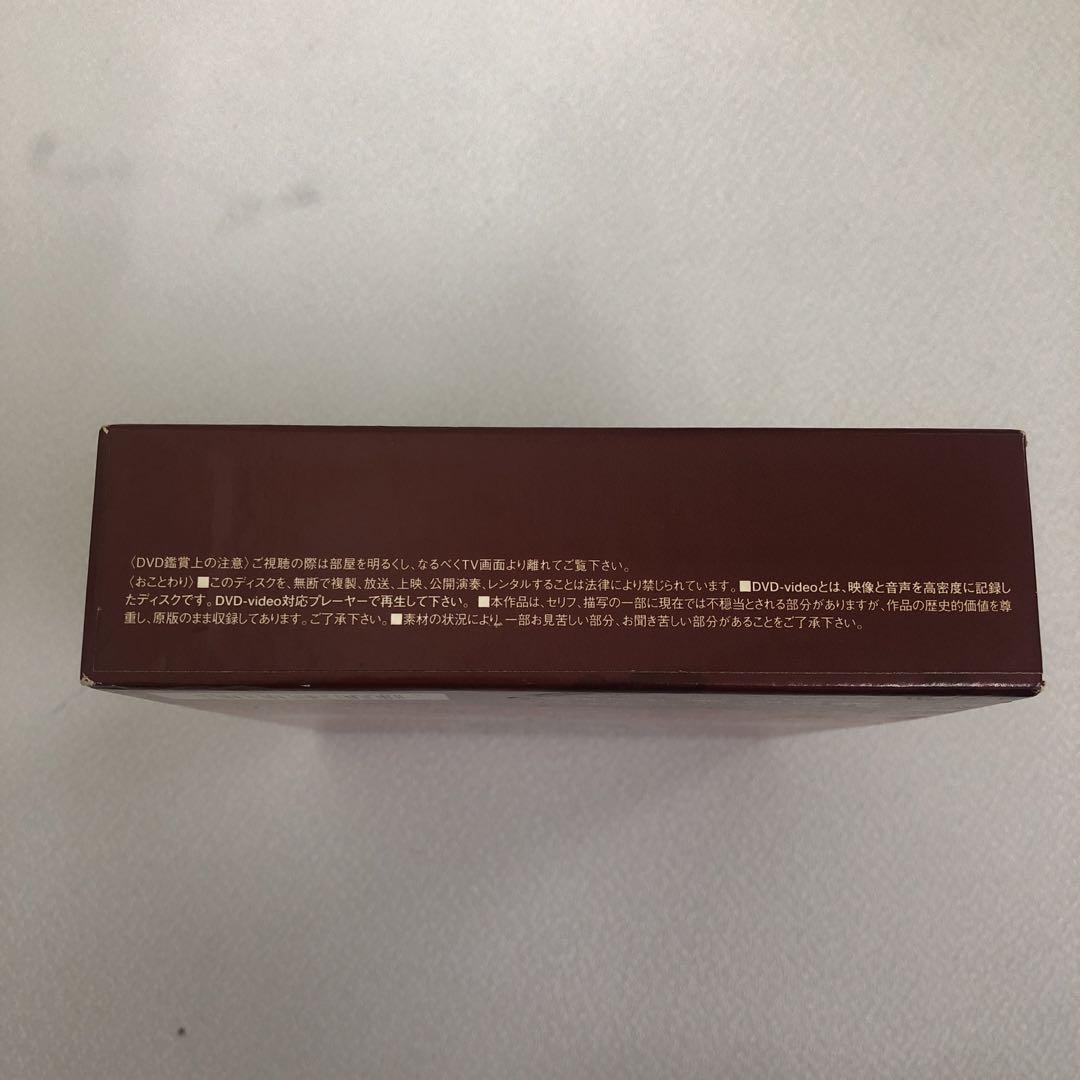 〈DVD鑑賞上の注意〉ご視聴の際は部屋を明るくし、なるべくTV画面より離れてご覧下さい。
〈おことわり〉■このディスクを、無断で複製、放送、上映、公開演奏、レンタルすることは法律により禁じられています。■DVD-videoとは、映像と音声を高密度に記録し
たディスクです。DVD-video対応プレーヤーで再生して下さい。 ■本作品は、セリフ、描写の一部に現在では不穏当とされる部分がありますが、作品の歴史的価値を尊
重し、原版のまま収録してあります。ご了承下さい。■素材の状況により、一部お見苦しい部分、お聞き苦しい部分があることをご了承下さい。